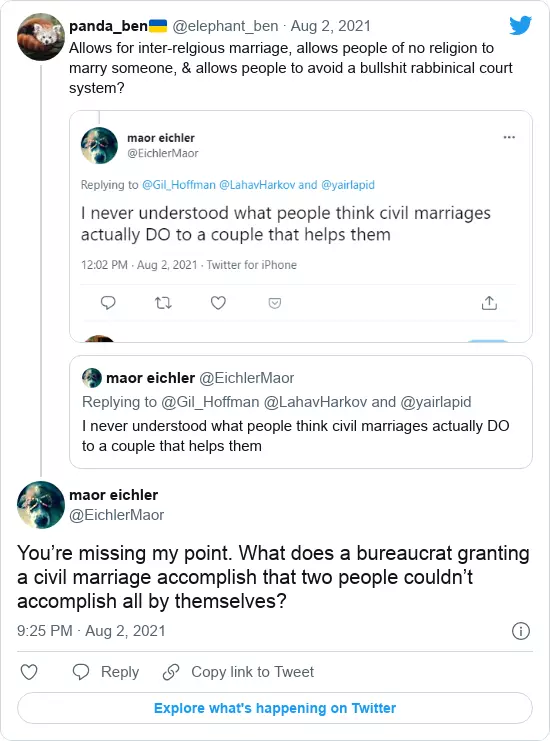 panda_ben🇺🇦 @elephant_ben · Aug 2, 2021
Allows for inter-relgious marriage, allows people of no religion to
marry someone, & allows people to avoid a bullshit rabbinical court
system?
maor eichler
@EichlerMaor
Replying to @Gil_Hoffman @LahavHarkov and @yairlapid
I never understood what people think civil marriages
actually DO to a couple that helps them
12:02 PM · Aug 2, 2021 · Twitter for iPhone
maor eichler @EichlerMaor
Replying to @Gil_Hoffman @LahavHarkov and @yairlapid
I never understood what people think civil marriages actually DO
to a couple that helps them
maor eichler
@EichlerMaor
You’re missing my point. What does a bureaucrat granting
a civil marriage accomplish that two people couldn’t
accomplish all by themselves?
9:25 PM · Aug 2, 2021
Reply
Copy link to Tweet
Explore what's happening on Twitter